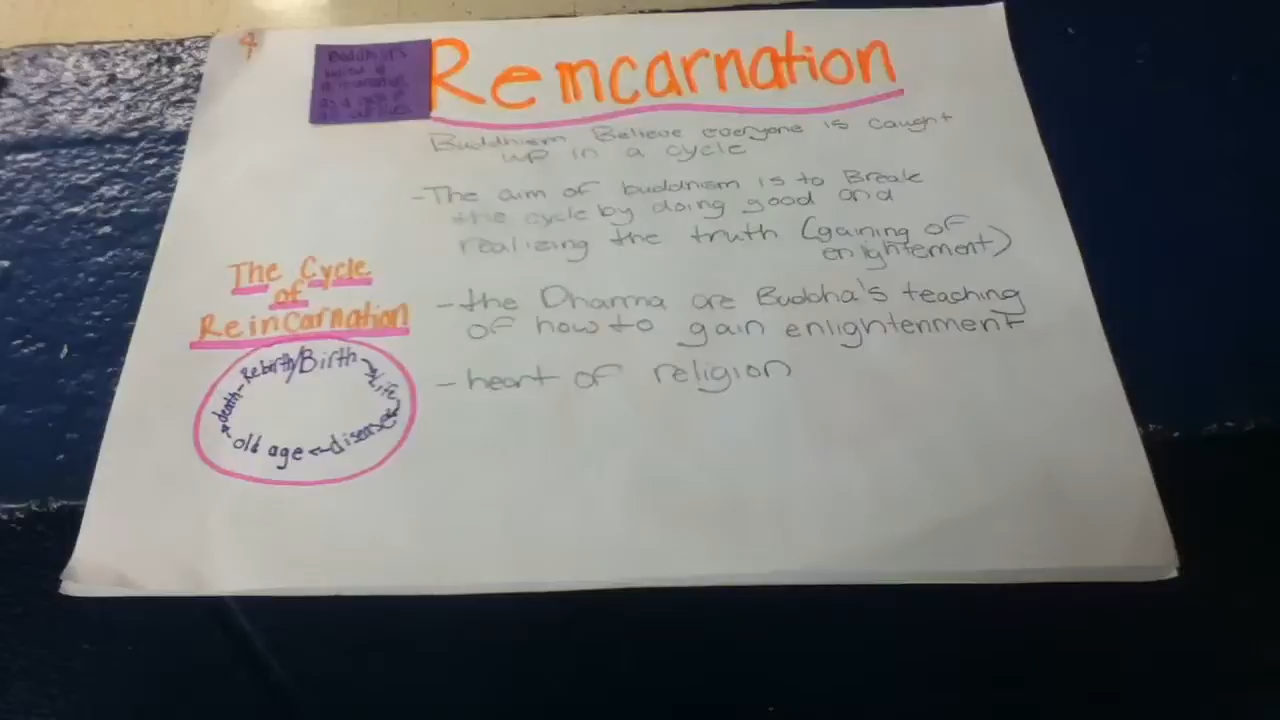 4
Buddhists
Reincarnation
Buddhism Believe everyone is caught
up in a cycle
-The aim of buddhism is to Break
the cycle by doing good and
realizing the truth (gaining of
enlightement)
-the Dharma are Buddha's teaching
of how to gain enlightenment
-heart of religion
The Cycle
of
Reincarnation
Rebirth/Birth
Life
disease
old age
death